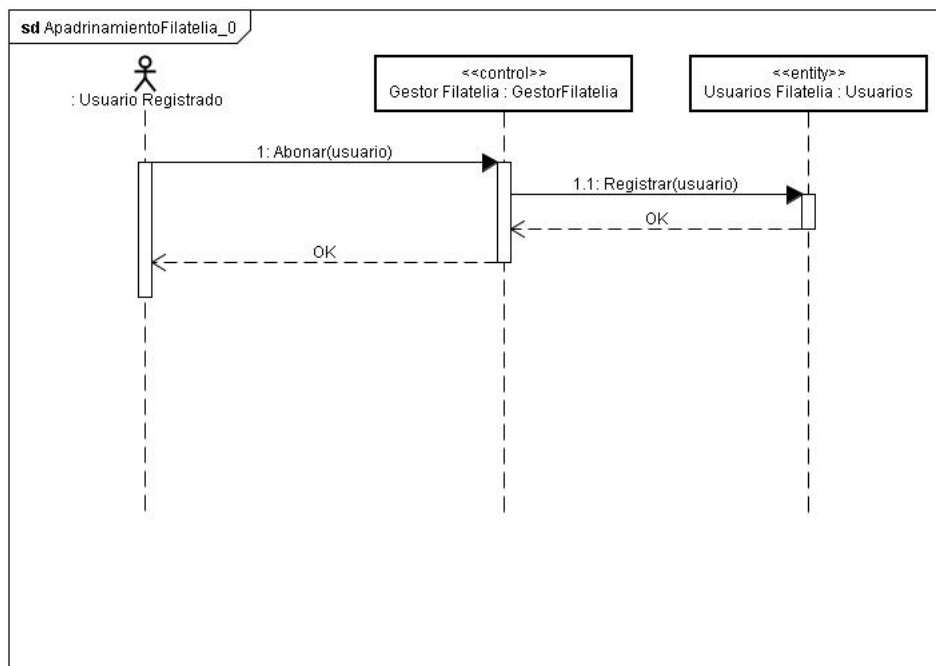 sd ApadrinamientoFilatelia_0
: Usuario Registrado
<<control>>
Gestor Filatelia : GestorFilatelia
<<entity>>
Usuarios Filatelia : Usuarios
1: Abonar(usuario)
1.1: Registrar(usuario)
OK
OK